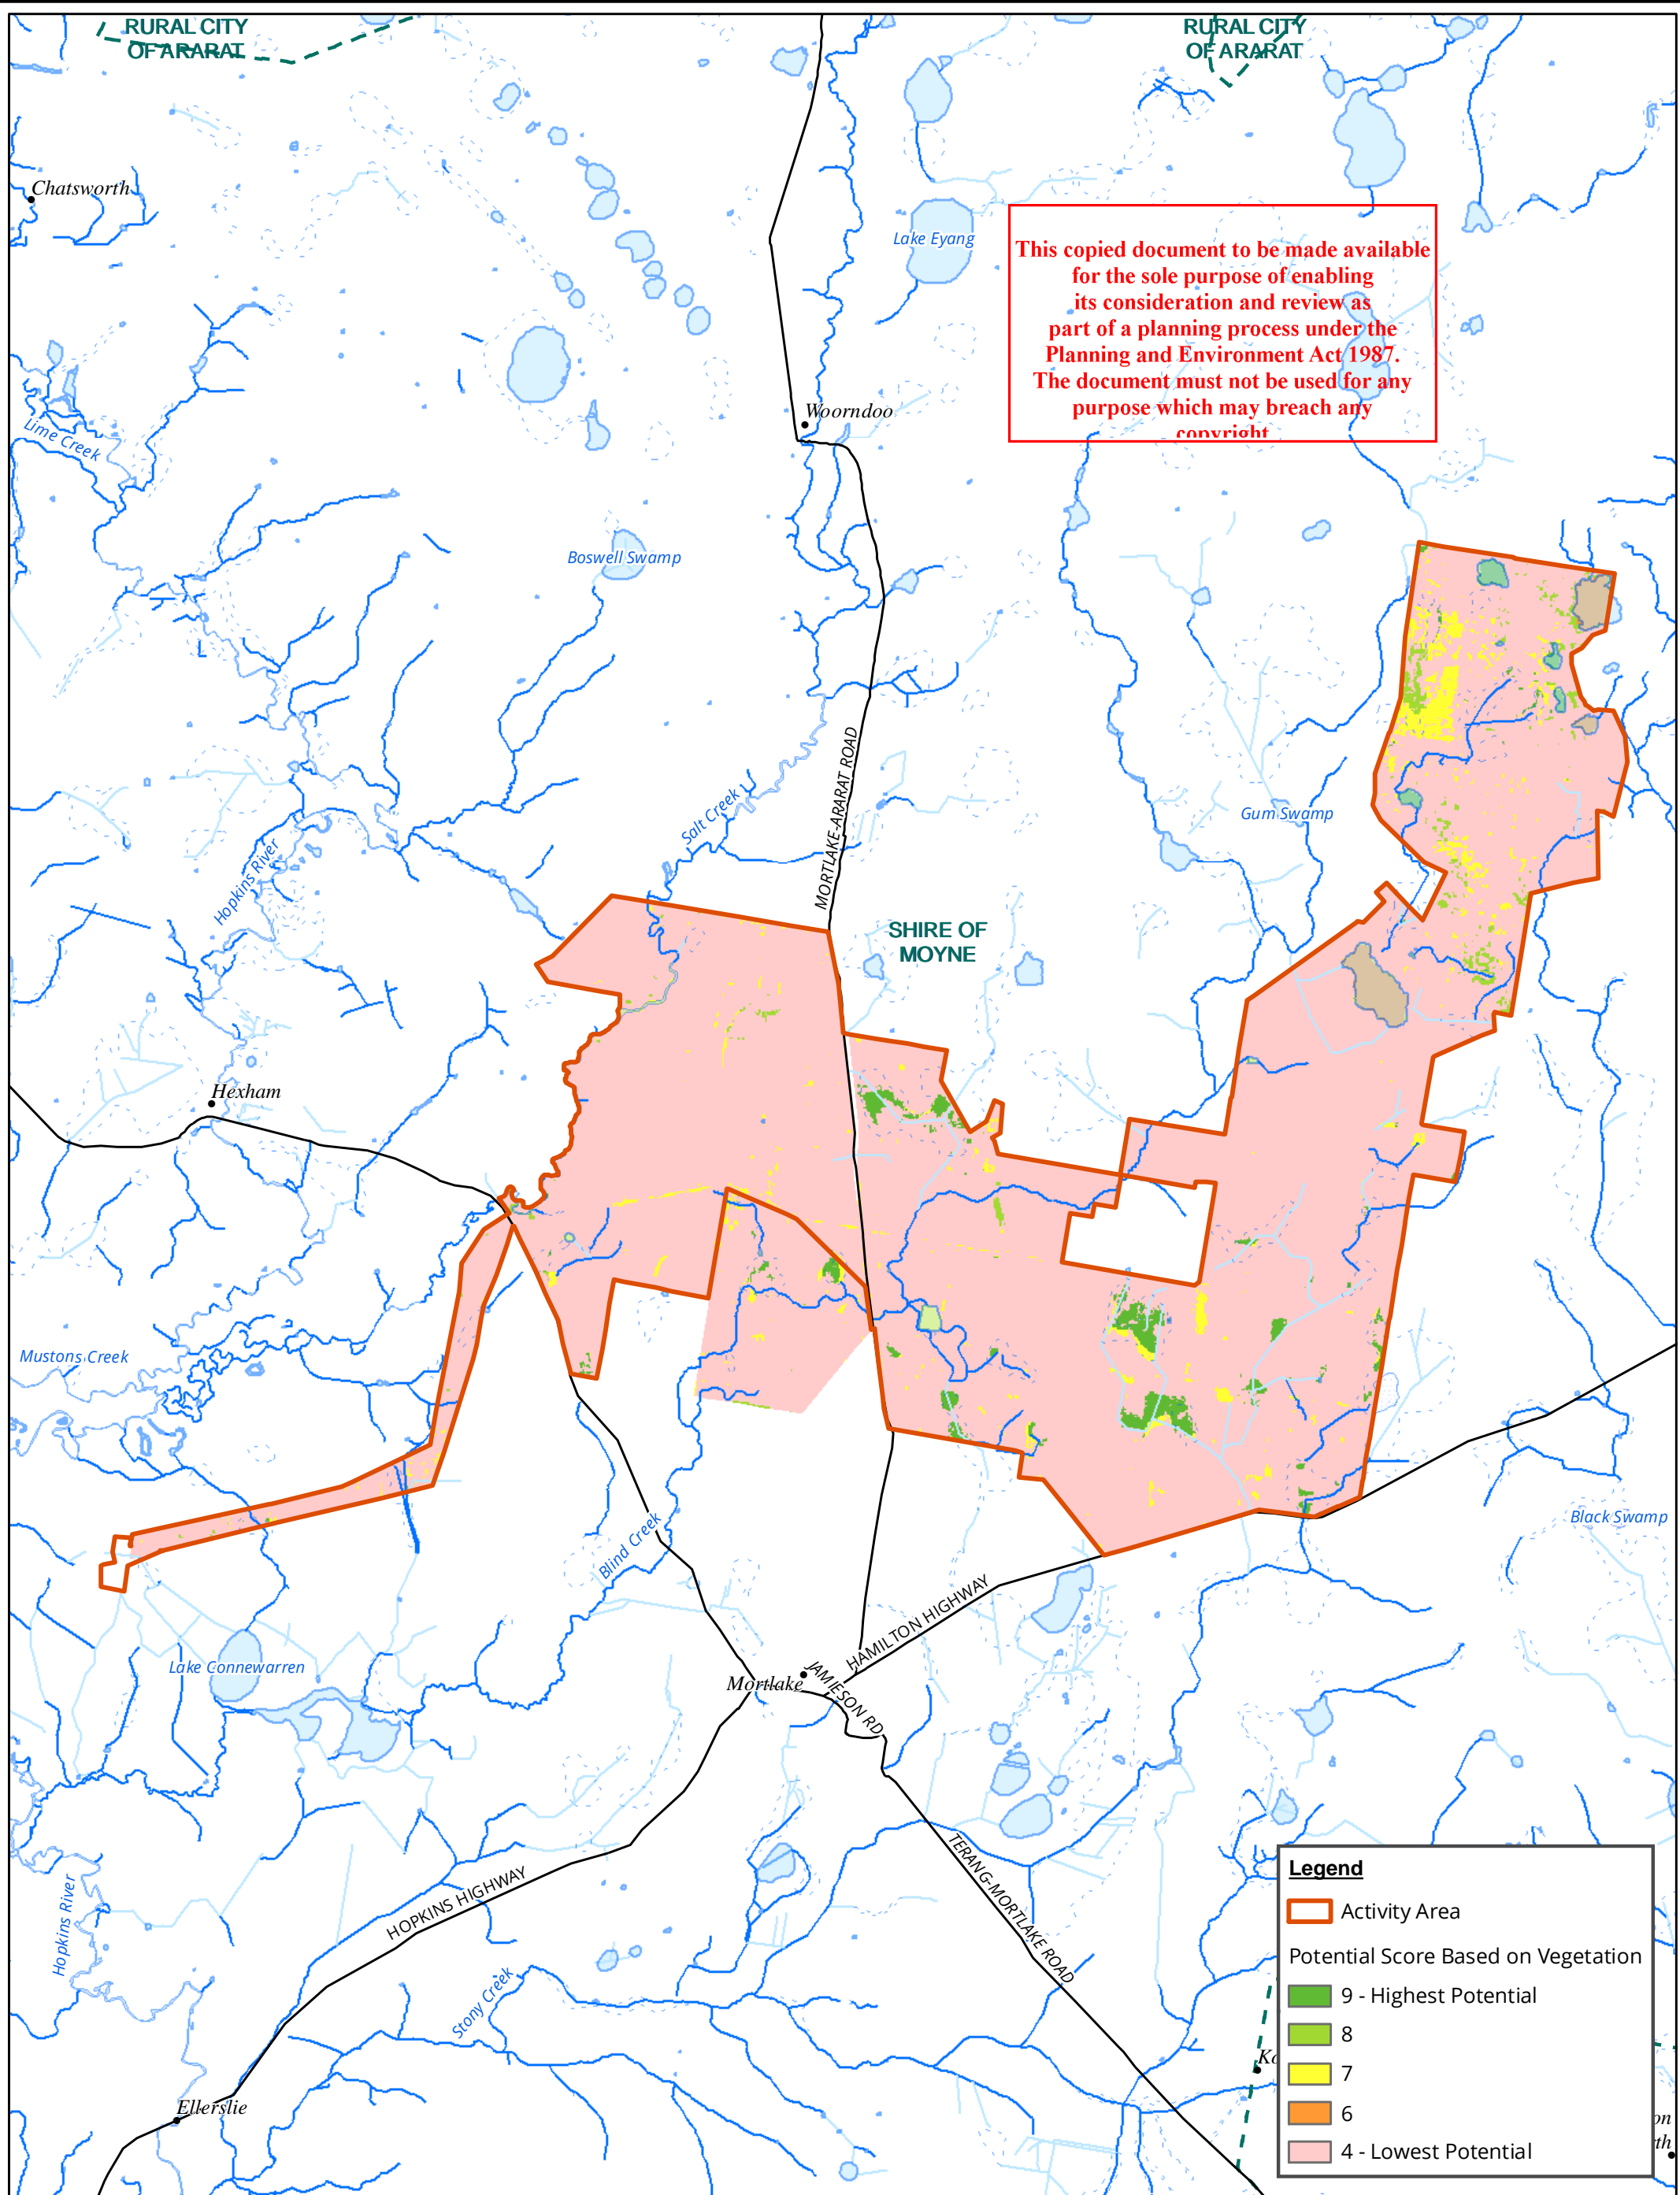 RURAL CITY
OF ARARAT
RURAL CITY
OF ARARAT
Chatsworth
Lake Eyang
This copied document to be made available
for the sole purpose of enabling
its consideration and review as
part of a planning process under the
Planning and Environment Act 1987.
The document must not be used for any
purpose which may breach any
copyright
Woorndoo
Lime Creek
Boswell Swamp
MORTLAKE-ARARAT ROAD
Salt Creek
Gum Swamp
Hopkins River
SHIRE OF
MOYNE
Hexham
Mustons Creek
Black Swamp
Blind Creek
HAMILTON HIGHWAY
Lake Connewarren
Mortlake
JAMIESON RD
TERANG-MORTLAKE ROAD
HOPKINS HIGHWAY
Hopkins River
Stony Creek
Ellerslie
Legend
Activity Area
Potential Score Based on Vegetation
9 - Highest Potential
8
7
6
4 - Lowest Potential